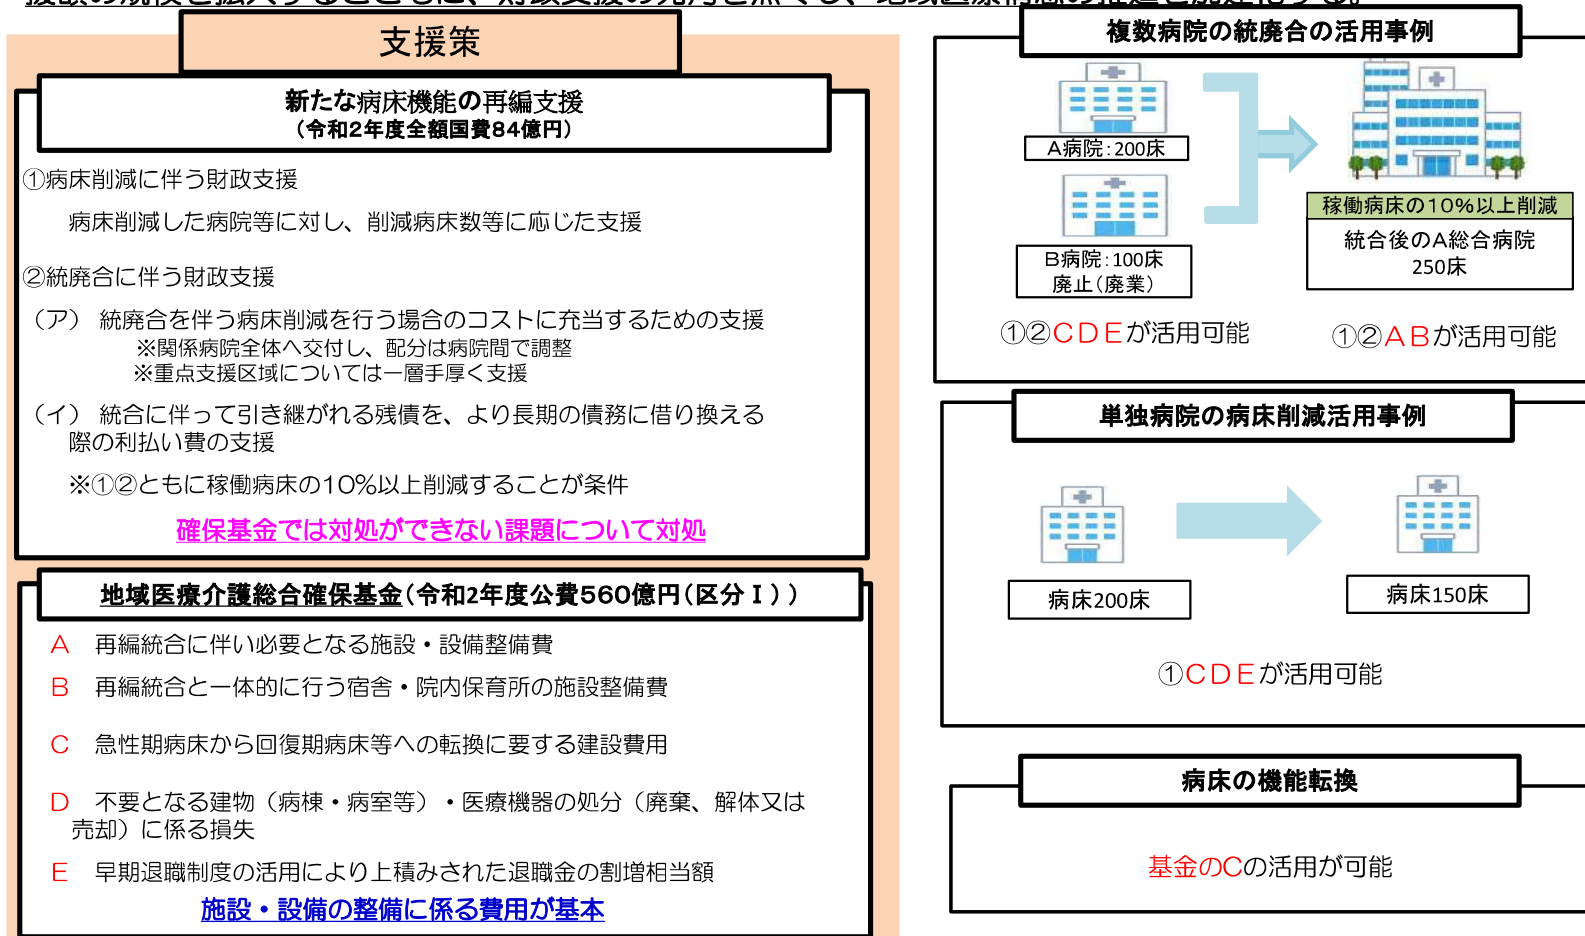 援額の規模を拡大するとともに、財政支援の充実を
支援策
新たな病床機能の再編支援
（令和２年度全額国費８４億円）
①病床削減に伴う財政支援
病床削減した病院等に対し、削減病床数等に応じた支援
②統廃合に伴う財政支援
（ア） 統廃合を伴う病床削減を行う場合のコストに充当するための支援
※関係病院全体へ交付し、配分は病院間で調整
※重点支援区域については一層手厚く支援
（イ） 統合に伴って引き継がれる残債を、より長期の債務に借り換える
際の利払い費の支援
※①②ともに稼働病床の１０％以上削減することが条件
確保基金では対処ができない課題について対処
地域医療介護総合確保基金（令和2年度公費５６０億円（区分Ⅰ））
Ａ 再編統合に伴い必要となる施設・設備整備費
Ｂ 再編統合と一体的に行う宿舎・院内保育所の施設整備費
Ｃ 急性期病床から回復期病床等への転換に要する建設費用
Ｄ 不要となる建物（病棟・病室等）・医療機器の処分（廃棄、解体又は
売却）に係る損失
Ｅ 早期退職制度の活用により上積みされた退職金の割増相当額
施設・設備の整備に係る費用が基本
複数病院の統廃合の活用事例
Ａ病院：200床
Ｂ病院：100床
廃止（廃業）
①②ＣＤＥが活用可能
稼働病床の１０％以上削減
統合後のＡ総合病院
250床
①②ＡＢが活用可能
単独病院の病床削減活用事例
病床200床
病床150床
①ＣＤＥが活用可能
病床の機能転換
基金のCの活用が可能